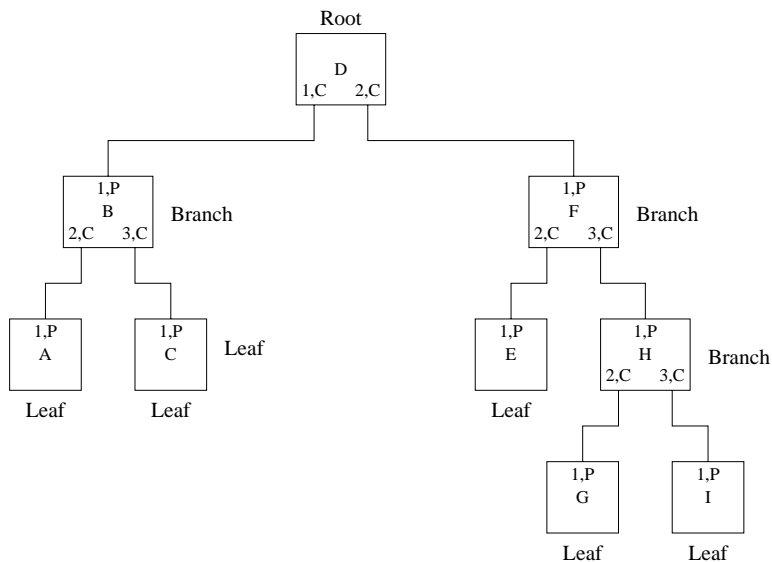 Root
D
1,C 2,C
1,P
B
2,C 3,C
Branch
1,P
F
2,C 3,C
Branch
1,P
A
1,P
C
Leaf
1,P
E
1,P
H
2,C 3,C
Branch
Leaf
Leaf
Leaf
1,P
G
1,P
I
Leaf
Leaf